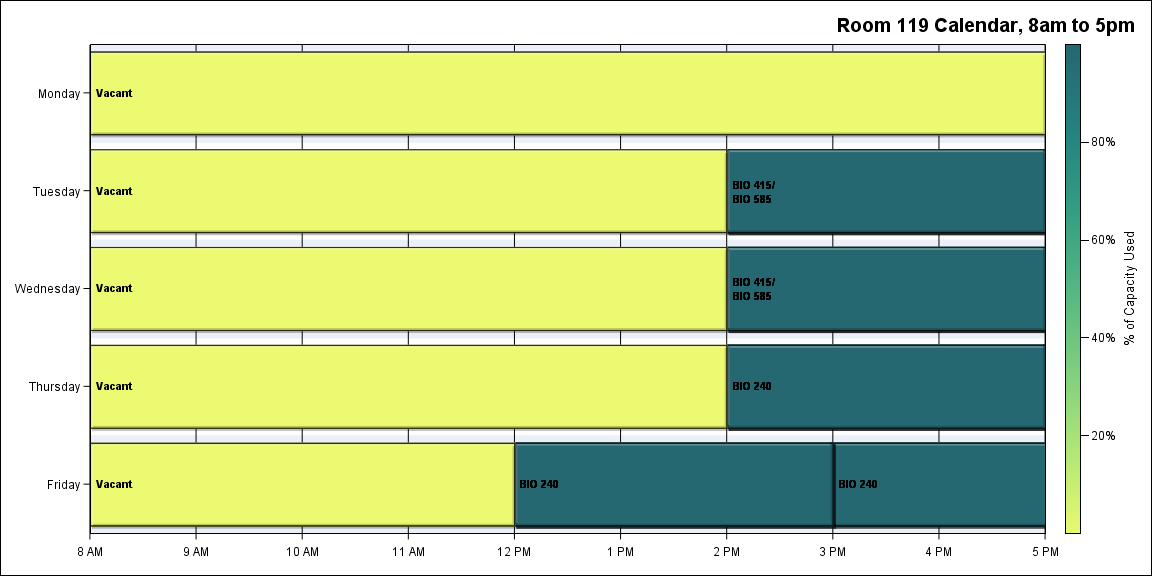 Room 119 Calendar, 8am to 5pm
Monday
Vacant
Tuesday
Vacant
BIO 415/
BIO 585
Wednesday
Vacant
BIO 415/
BIO 585
Thursday
Vacant
BIO 240
Friday
Vacant
BIO 240
BIO 240
8 AM 9 AM 10 AM 11 AM 12 PM 1 PM 2 PM 3 PM 4 PM 5 PM
80%
60%
40%
20%
% of Capacity Used